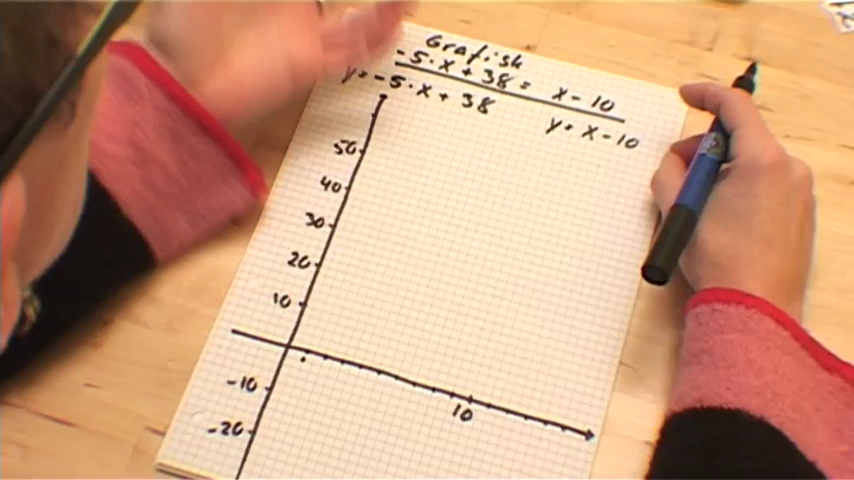 Grafisk
-5·x + 38 = x - 10
y = -5·x + 38
y = x - 10
50
40
30
20
10
-10
10
-20